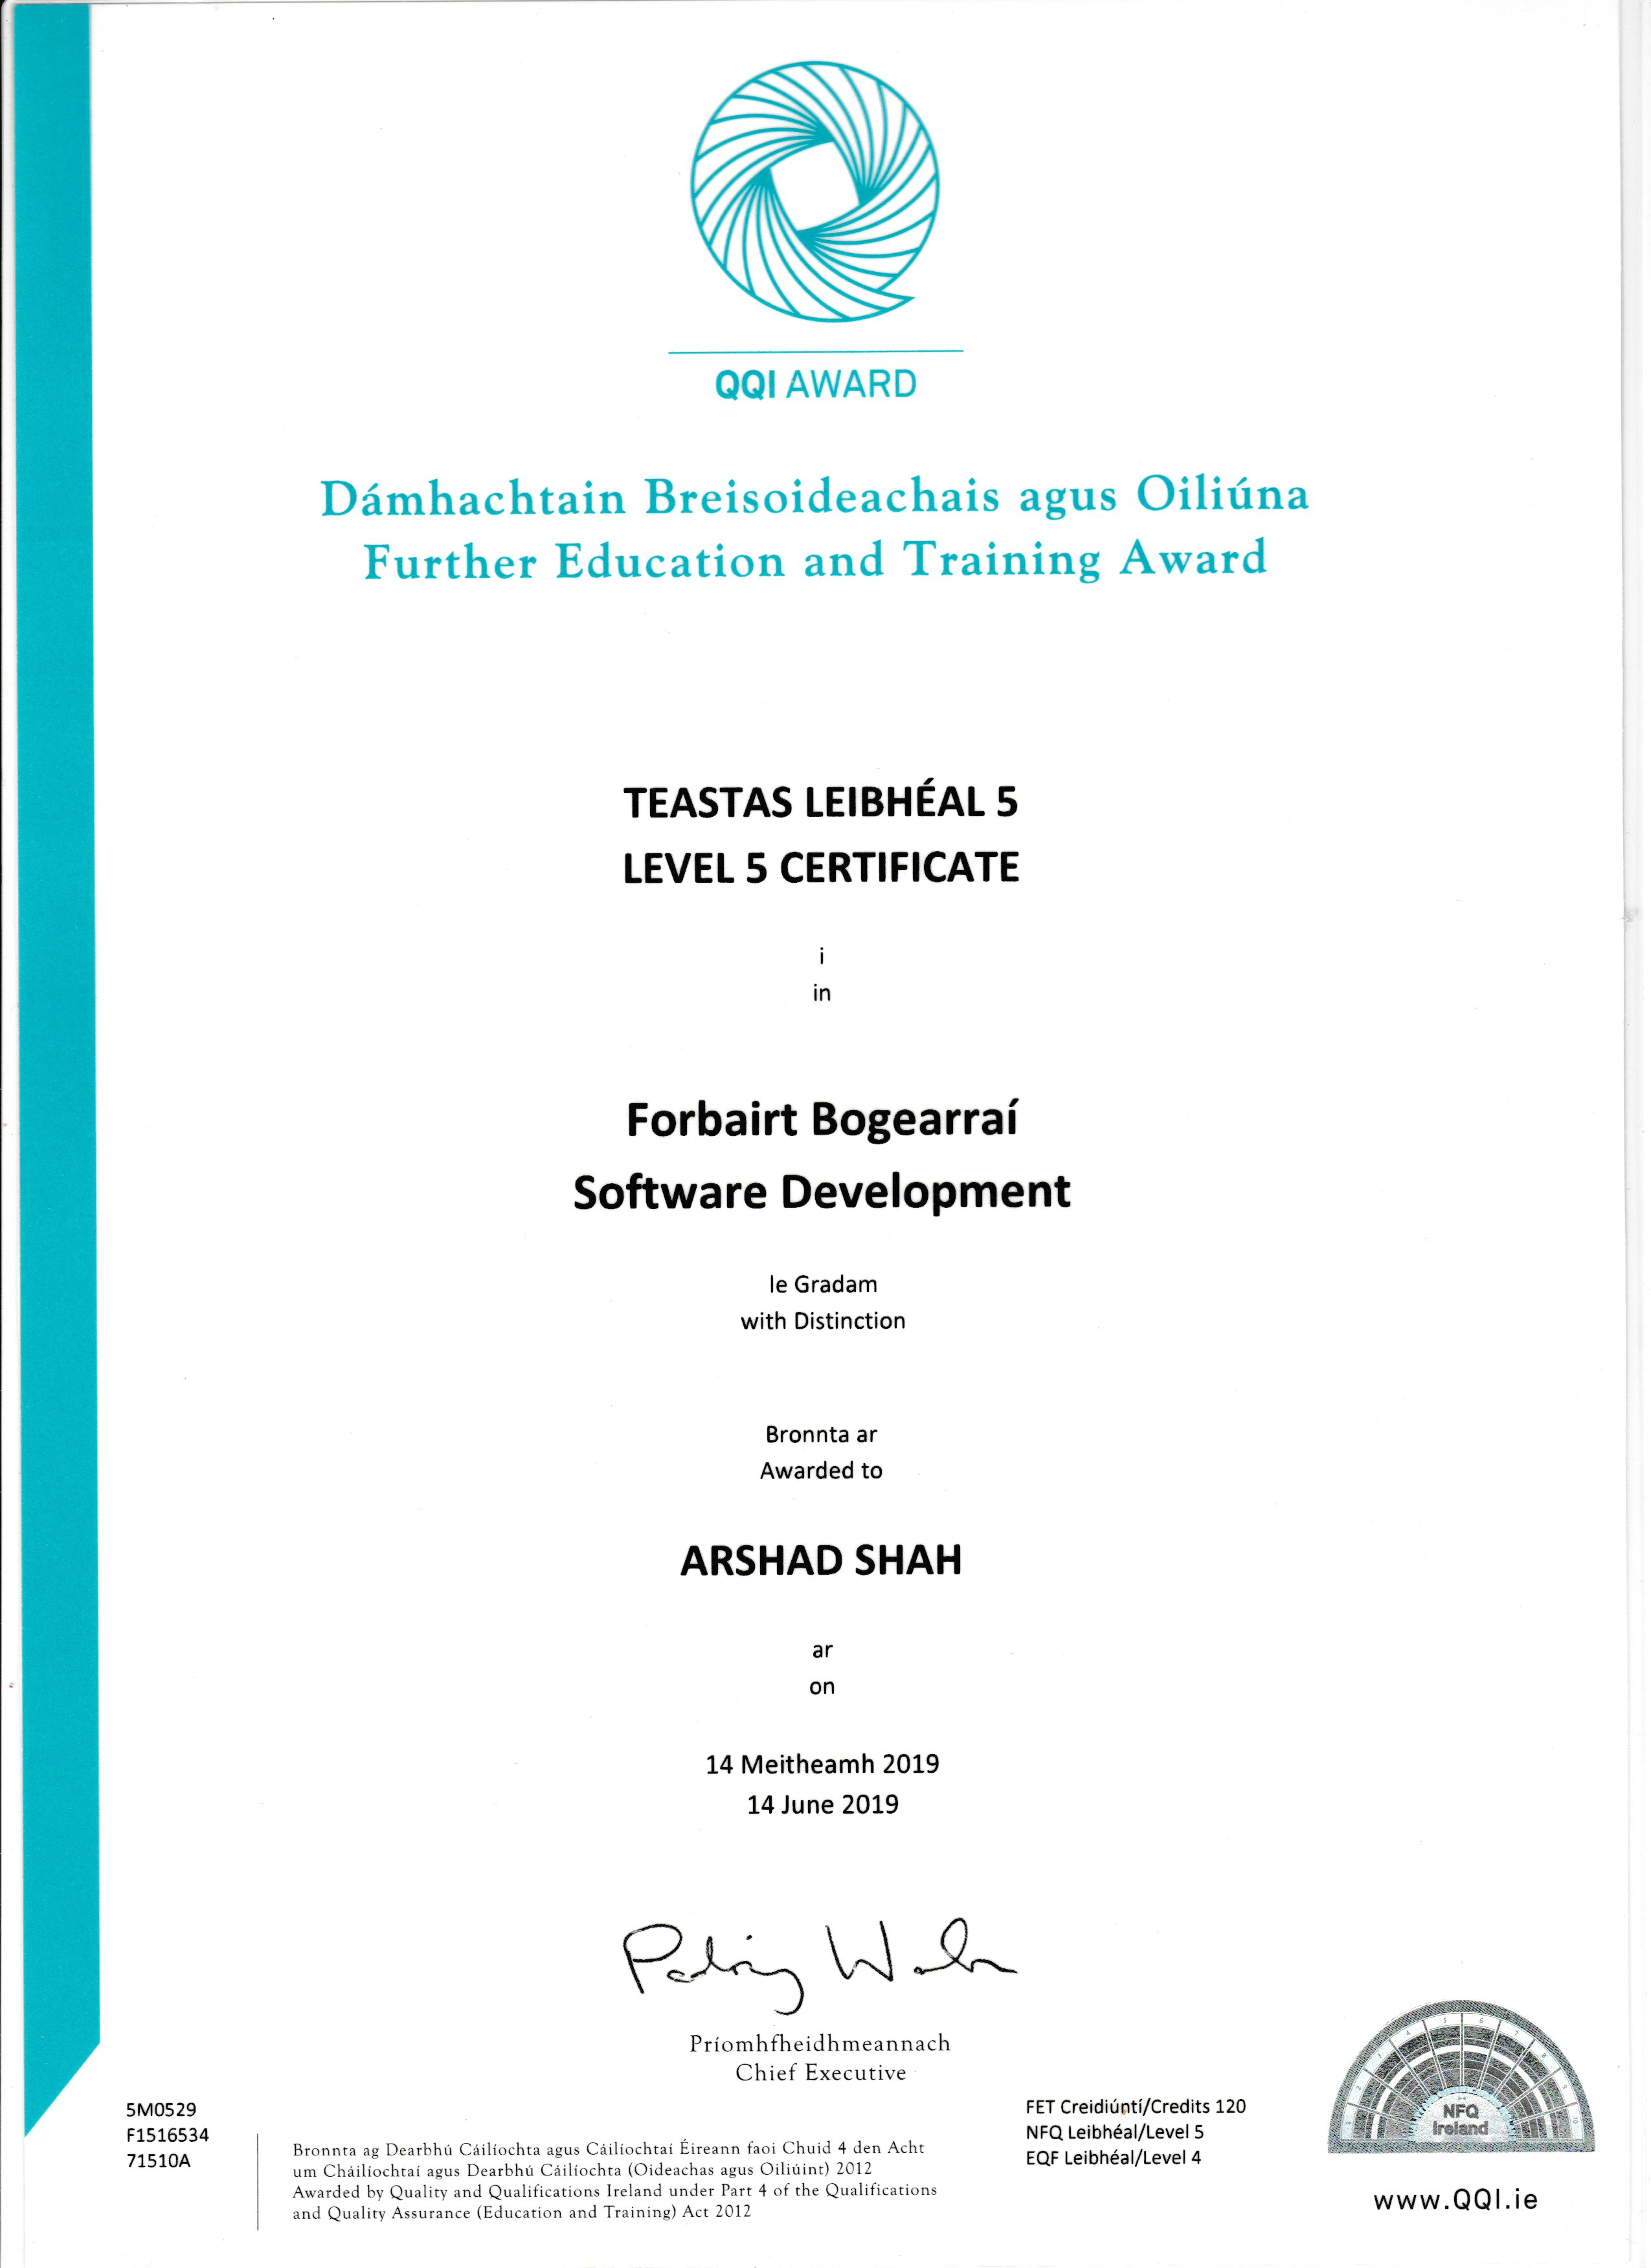 QQI AWARD
Dámhachtain Breisoideachais agus Oiliúna
Further Education and Training Award
TEASTAS LEIBHÉAL 5
LEVEL 5 CERTIFICATE
i
in
Forbairt Bogearraí
Software Development
le Gradam
with Distinction
Bronnta ar
Awarded to
ARSHAD SHAH
ar
on
14 Meitheamh 2019
14 June 2019
Príomhfheidhmeannach
Chief Executive
5M0529
F1516534
71510A
Bronnta ag Dearbhú Cáilíochta agus Cáilíochtaí Éireann faoi Chuid 4 den Acht
um Cháilíochtaí agus Dearbhú Cáilíochta (Oideachas agus Oiliúint) 2012
Awarded by Quality and Qualifications Ireland under Part 4 of the Qualifications
and Quality Assurance (Education and Training) Act 2012
FET Creidiúntí/Credits 120
NFQ Leibhéal/Level 5
EQF Leibhéal/Level 4
NFQ
Ireland
www.QQI.ie